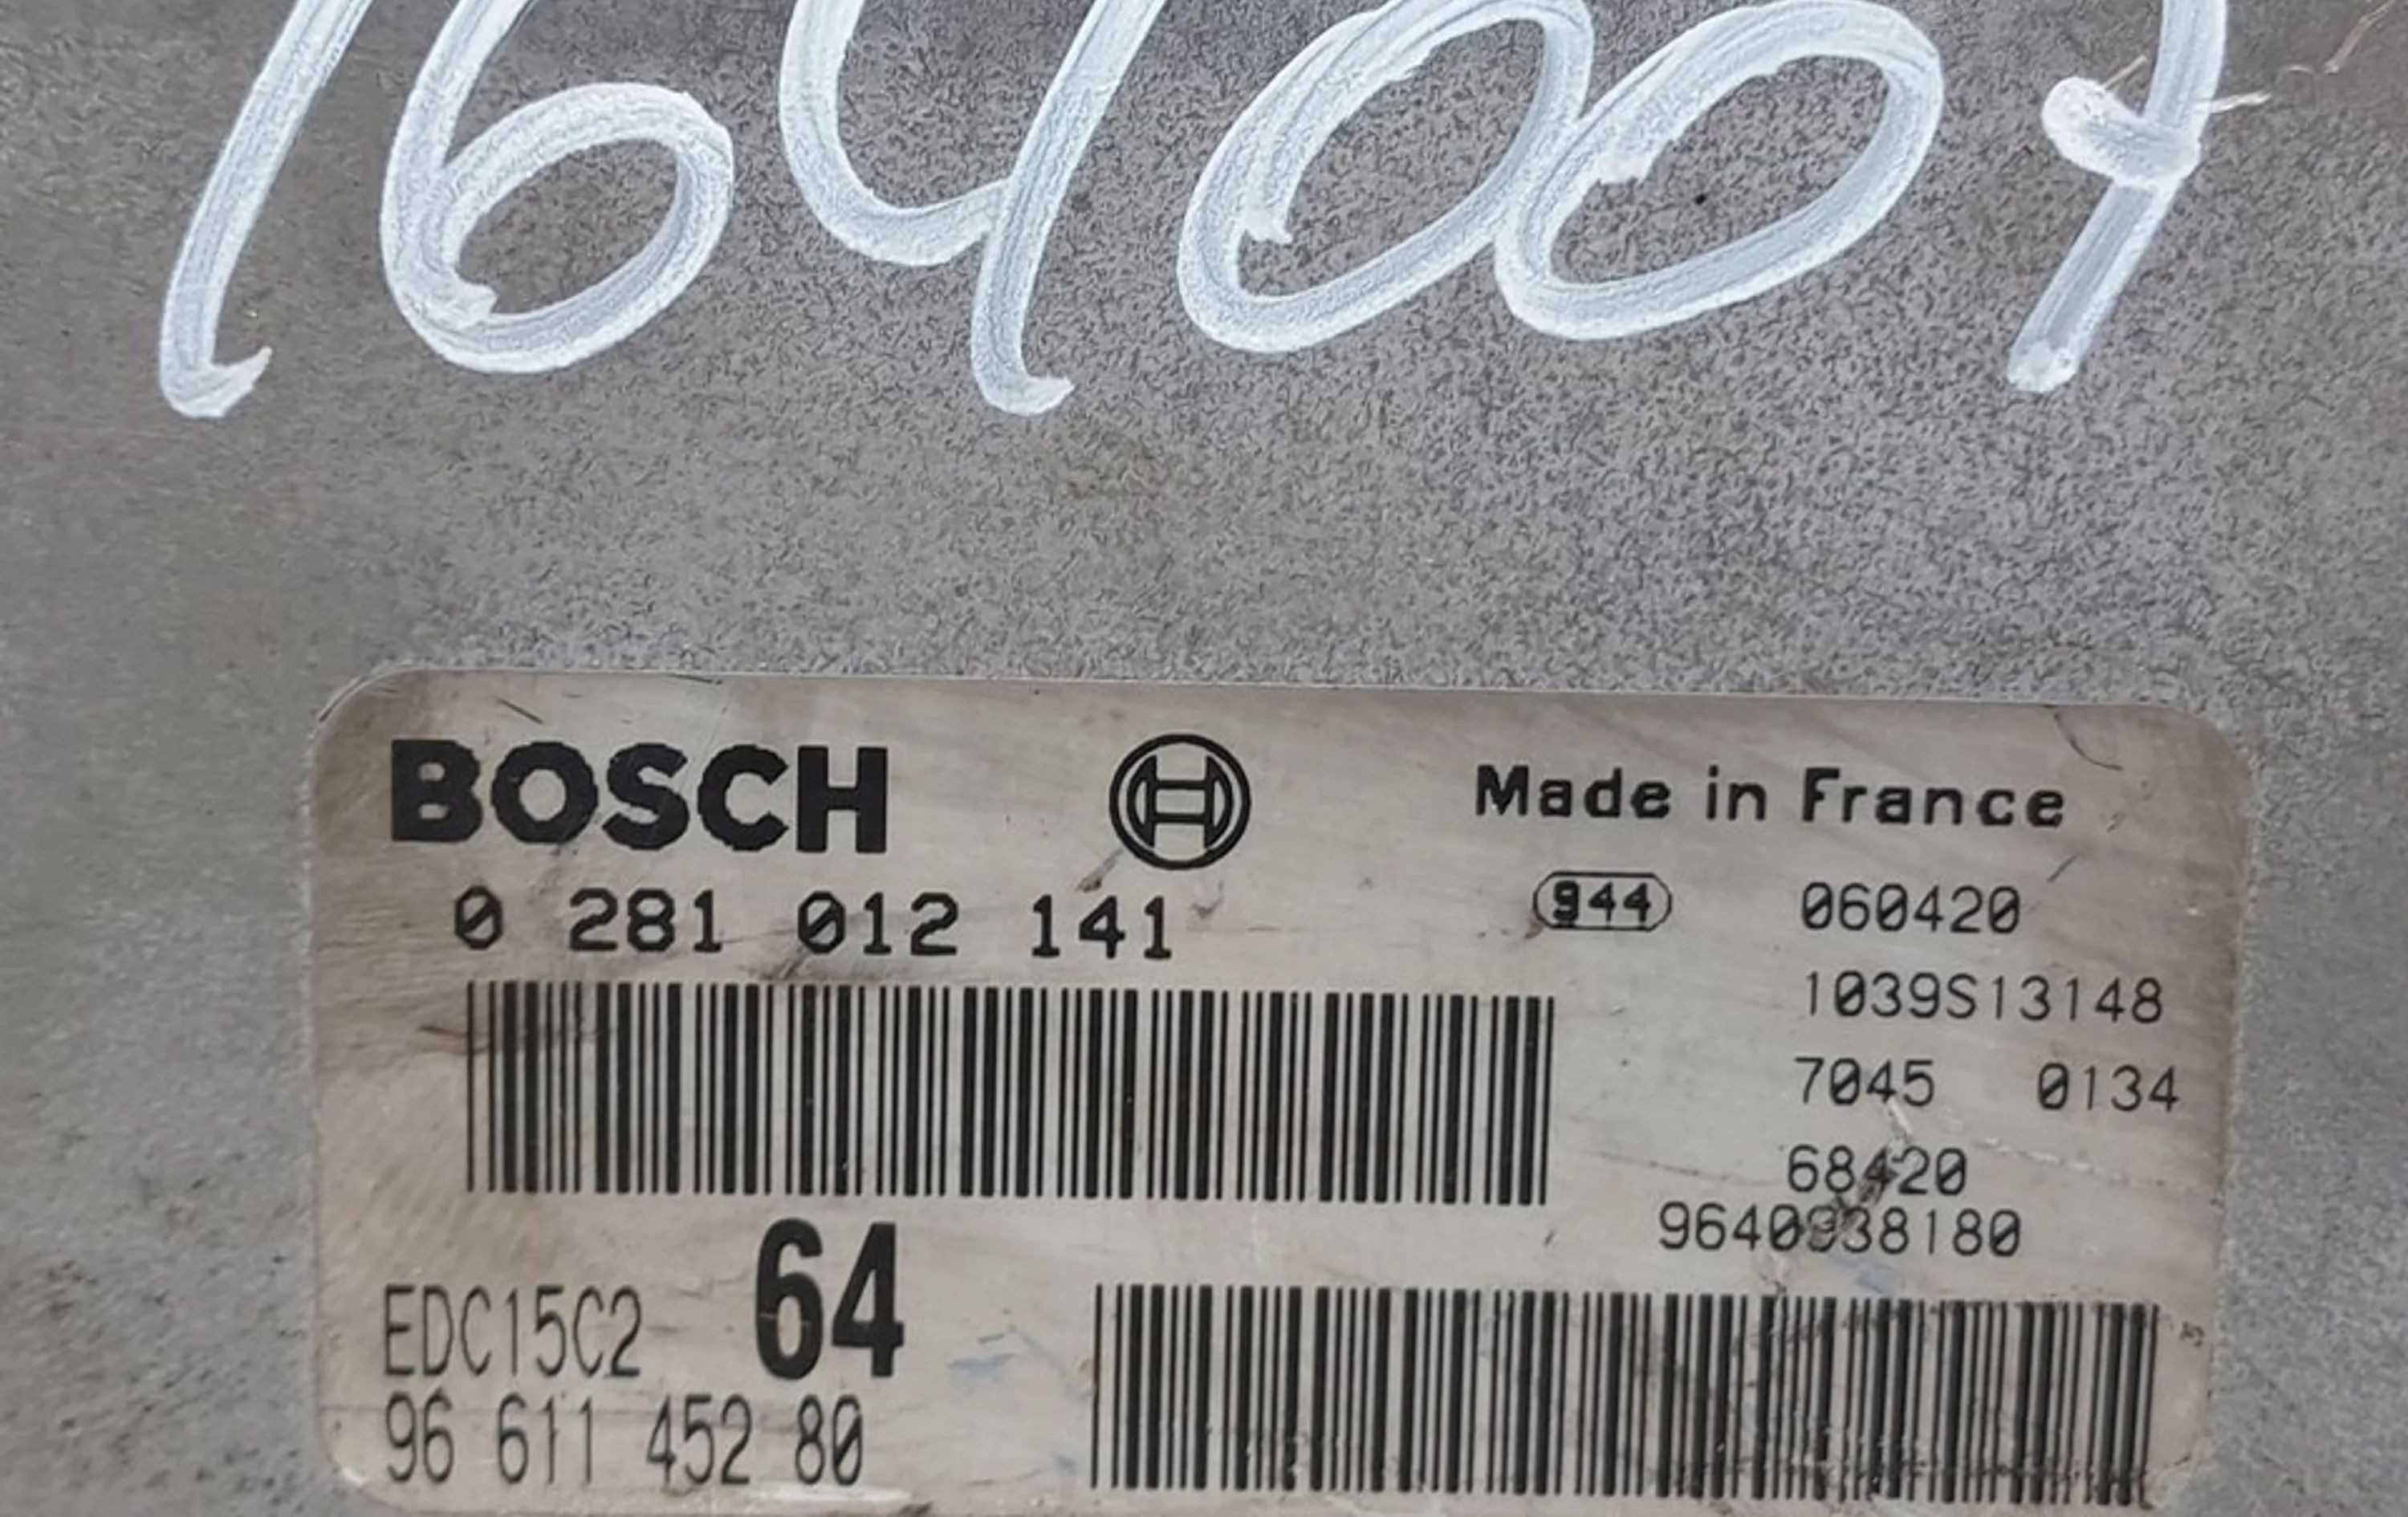 164007
BOSCH
Made in France
0 281 012 141
944 060420
1039S13148
7045 0134
68420
9640938180
64
EDC15C2
96 611 452 80